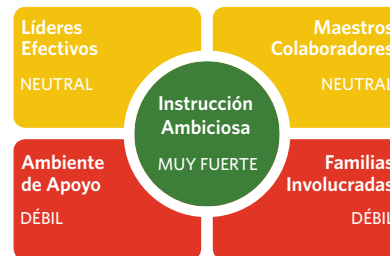 Líderes
Efectivos
NEUTRAL
Maestros
Colaboradores
NEUTRAL
Instrucción
Ambiciosa
MUY FUERTE
Ambiente
de Apoyo
DÉBIL
Familias
Involucradas
DÉBIL